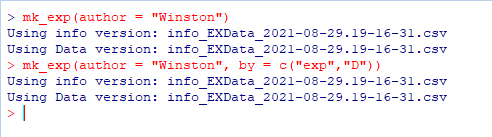 > mk_exp(author = "Winston")
Using info version: info_EXData_2021-08-29.19-16-31.csv
Using Data version: info_EXData_2021-08-29.19-16-31.csv
> mk_exp(author = "Winston", by = c("exp","D"))
Using info version: info_EXData_2021-08-29.19-16-31.csv
Using Data version: info_EXData_2021-08-29.19-16-31.csv
>